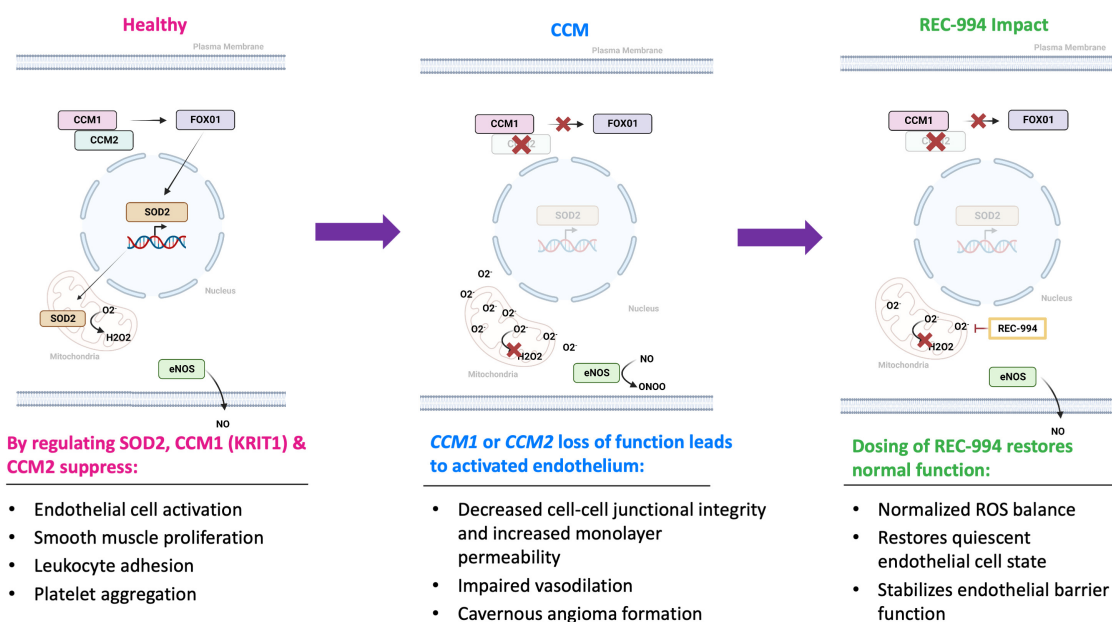 Healthy
Plasma Membrane
CCM1
FOX01
CCM2
SOD2
Nucleus
SOD2
O2-
H2O2
Mitochondria
eNOS
NO
By regulating SOD2, CCM1 (KRIT1) &
CCM2 suppress:
• Endothelial cell activation
• Smooth muscle proliferation
• Leukocyte adhesion
• Platelet aggregation
CCM
Plasma Membrane
CCM1
FOX01
SOD2
Nucleus
O2-
O2-
O2-
O2-
O2-
O2-
O2-
O2-
H2O2
Mitochondria
eNOS
NO
ONOO
CCM1 or CCM2 loss of function leads
to activated endothelium:
• Decreased cell-cell junctional integrity
and increased monolayer
permeability
• Impaired vasodilation
• Cavernous angioma formation
REC-994 Impact
Plasma Membrane
CCM1
FOX01
SOD2
Nucleus
O2-
O2-
O2-
H2O2
REC-994
Mitochondria
eNOS
NO
Dosing of REC-994 restores
normal function:
• Normalized ROS balance
• Restores quiescent
endothelial cell state
• Stabilizes endothelial barrier
function